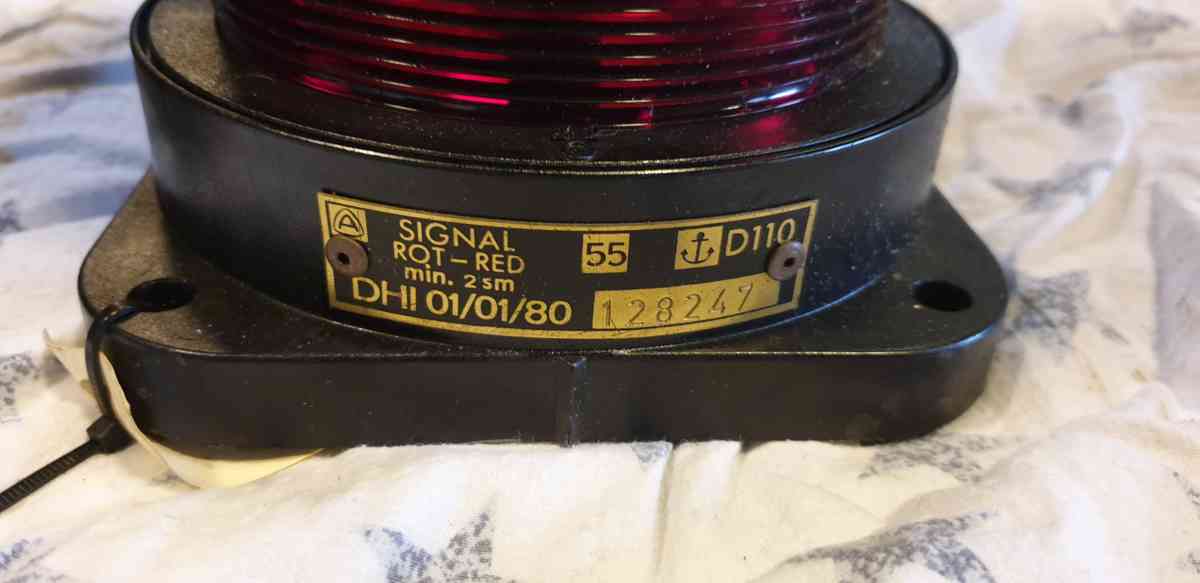 A
SIGNAL
ROT-RED
min. 2 sm
55
D110
DHI 01/01/80
128247